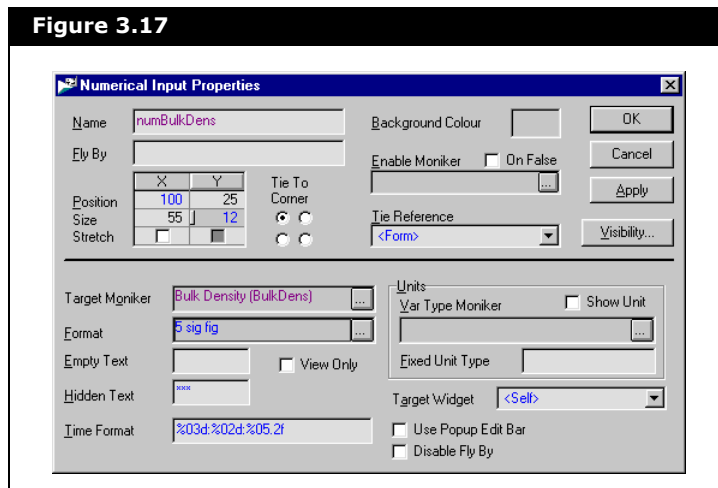 Figure 3.17
Numerical Input Properties
Name numBulkDens
Fly By
X Y
Position 100 25
Size 55 12
Stretch
Tie To
Corner
Background Colour
Enable Moniker On False
...
Tie Reference
<Form>
OK
Cancel
Apply
Visibility...
Target Moniker Bulk Density (BulkDens) ...
Format 5 sig fig ...
Empty Text View Only
Hidden Text ***
Time Format %03d:%02d:%05.2f
Units
Var Type Moniker Show Unit
...
Fixed Unit Type
Target Widget <Self>
Use Popup Edit Bar
Disable Fly By